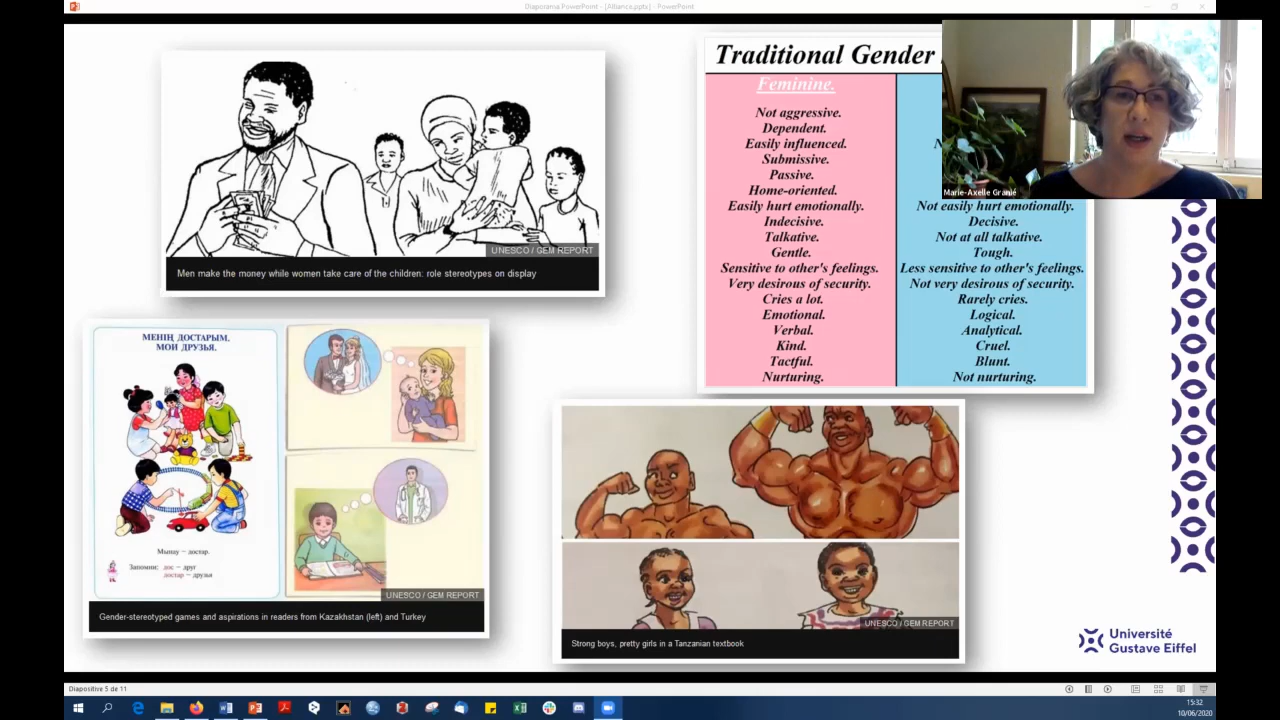 Diaporama PowerPoint - [Alliance.pptx] - PowerPoint
UNESCO / GEM REPORT
Men make the money while women take care of the children: role stereotypes on display
Traditional Gender
Feminine.
Not aggressive.
Dependent.
Easily influenced.
Submissive.
Passive.
Home-oriented.
Easily hurt emotionally.
Indecisive.
Talkative.
Gentle.
Sensitive to other's feelings.
Very desirous of security.
Cries a lot.
Emotional.
Verbal.
Kind.
Tactful.
Nurturing.
Not easily hurt emotionally.
Decisive.
Not at all talkative.
Tough.
Less sensitive to other's feelings.
Not very desirous of security.
Rarely cries.
Logical.
Analytical.
Cruel.
Blunt.
Not nurturing.
Marie-Axelle Granié
МЕНІҢ ДОСТАРЫМ.
МОИ ДРУЗЬЯ.
Мынау – достар.
Запомни: дос – друг
достар – друзья
UNESCO / GEM REPORT
Gender-stereotyped games and aspirations in readers from Kazakhstan (left) and Turkey
UNESCO / GEM REPORT
Strong boys, pretty girls in a Tanzanian textbook
Université
Gustave Eiffel
Diapositive 5 de 11
15:32
10/06/2020